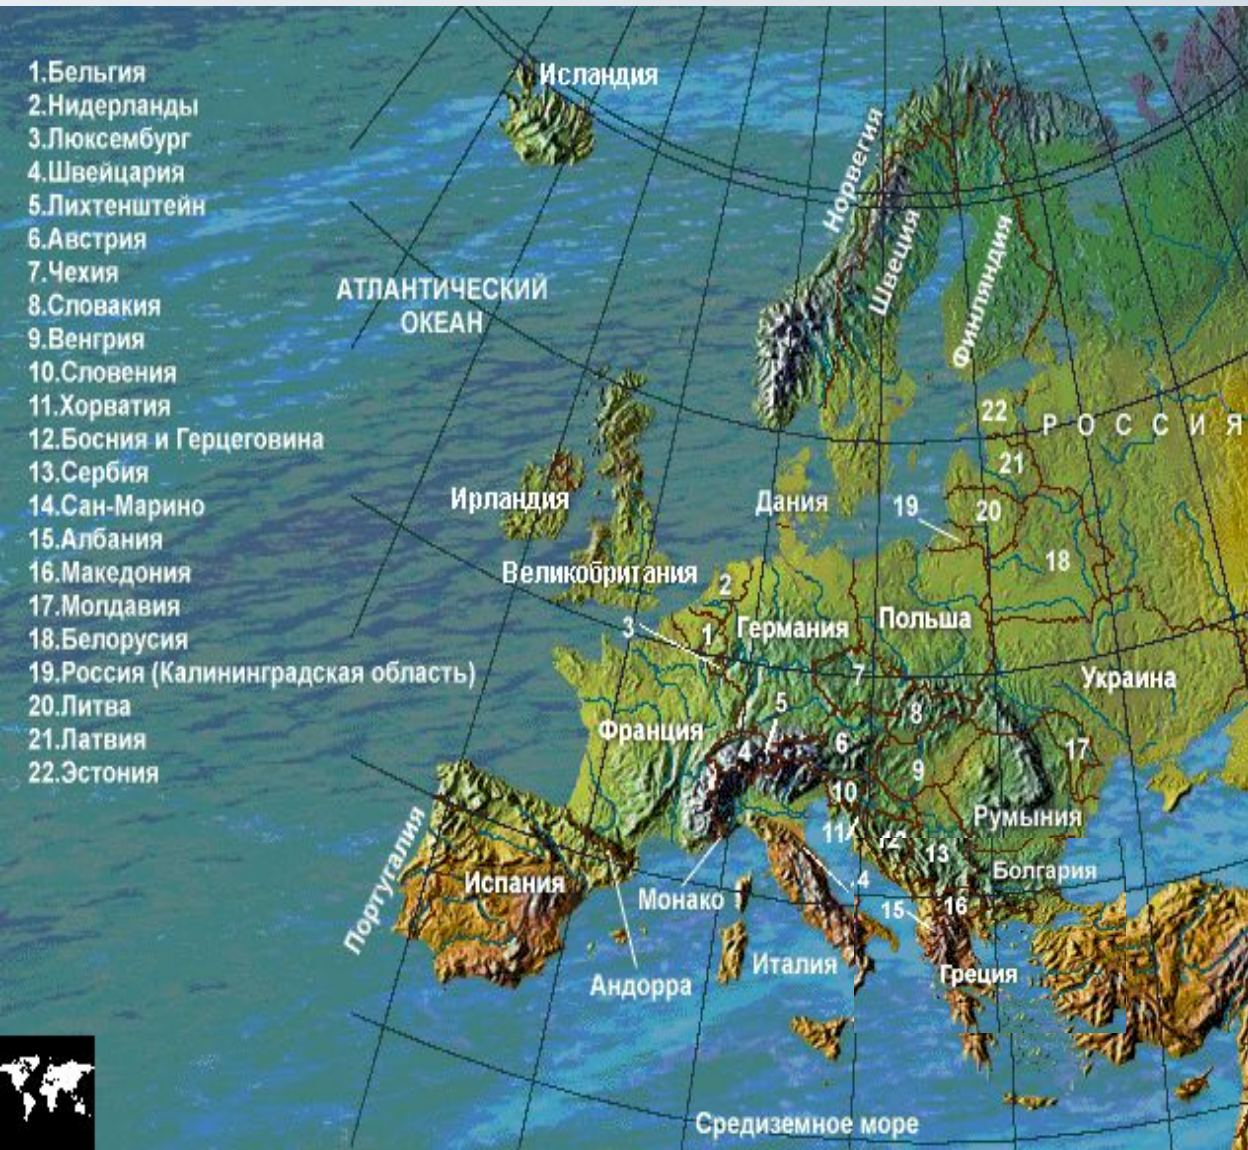 1.Бельгия
2.Нидерланды
3.Люксембург
4.Швейцария
5.Лихтенштейн
6.Австрия
7.Чехия
8.Словакия
9.Венгрия
10.Словения
11.Хорватия
12.Босния и Герцеговина
13.Сербия
14.Сан-Марино
15.Албания
16.Македония
17.Молдавия
18.Белорусия
19.Россия (Калининградская область)
20.Литва
21.Латвия
22.Эстония
Исландия
АТЛАНТИЧЕСКИЙ
ОКЕАН
Норвегия
Швеция
Финляндия
22
РОССИЯ
21
Ирландия
Дания
19
20
18
Великобритания
2
3
1
Германия
Польша
7
Украина
5
8
Франция
4
6
17
9
10
Румыния
11
12
13
Португалия
Испания
Монако
4
Болгария
15
16
Италия
Греция
Андорра
Средиземное море